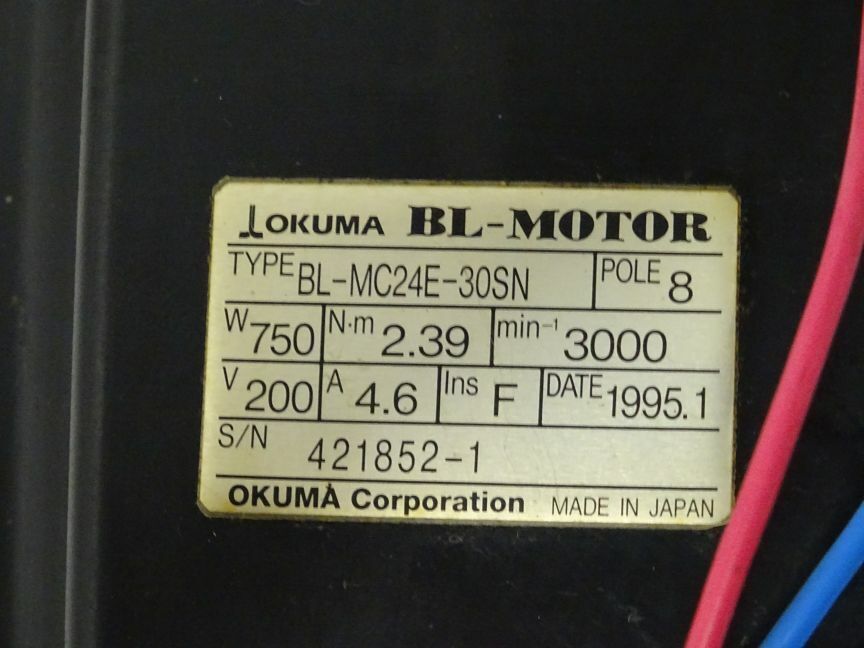 OKUMA BL-MOTOR
TYPE BL-MC24E-30SN POLE 8
W 750 N·m 2.39 min⁻¹ 3000
V 200 A 4.6 Ins F DATE 1995.1
S/N 421852-1
OKUMA Corporation MADE IN JAPAN